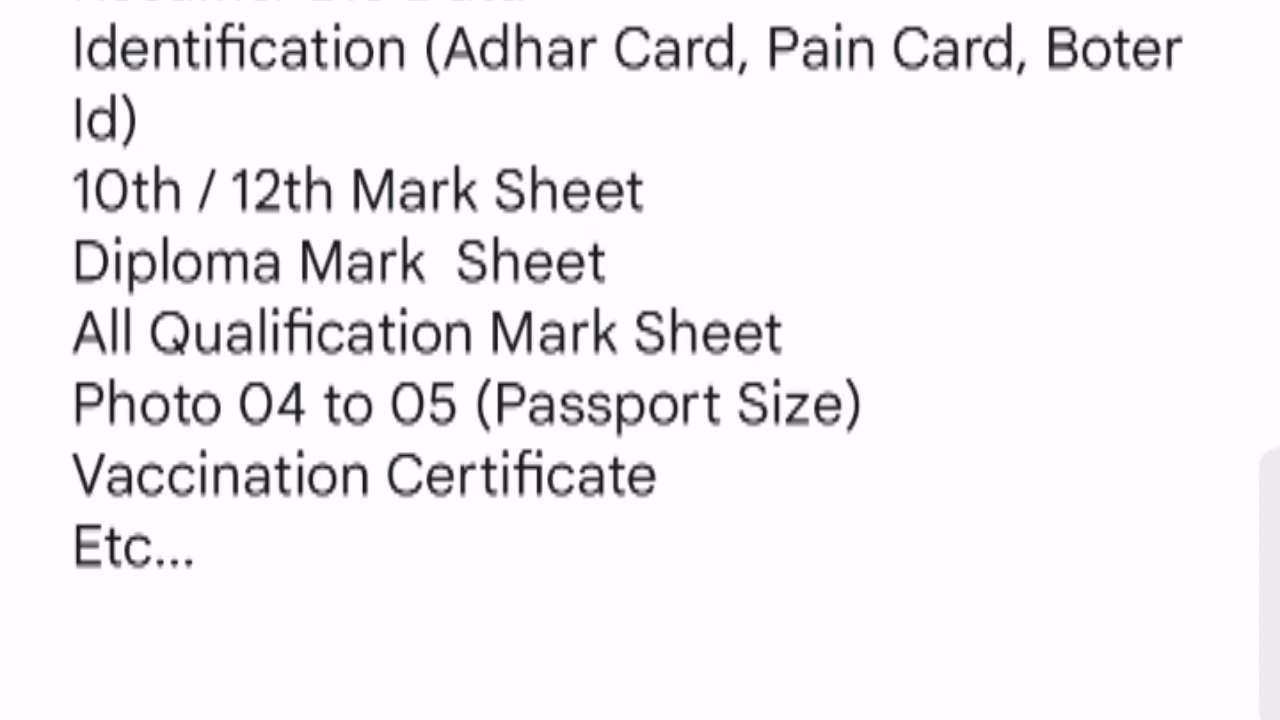 Identification (Adhar Card, Pain Card, Boter
Id)
10th / 12th Mark Sheet
Diploma Mark  Sheet
All Qualification Mark Sheet
Photo 04 to 05 (Passport Size)
Vaccination Certificate
Etc...